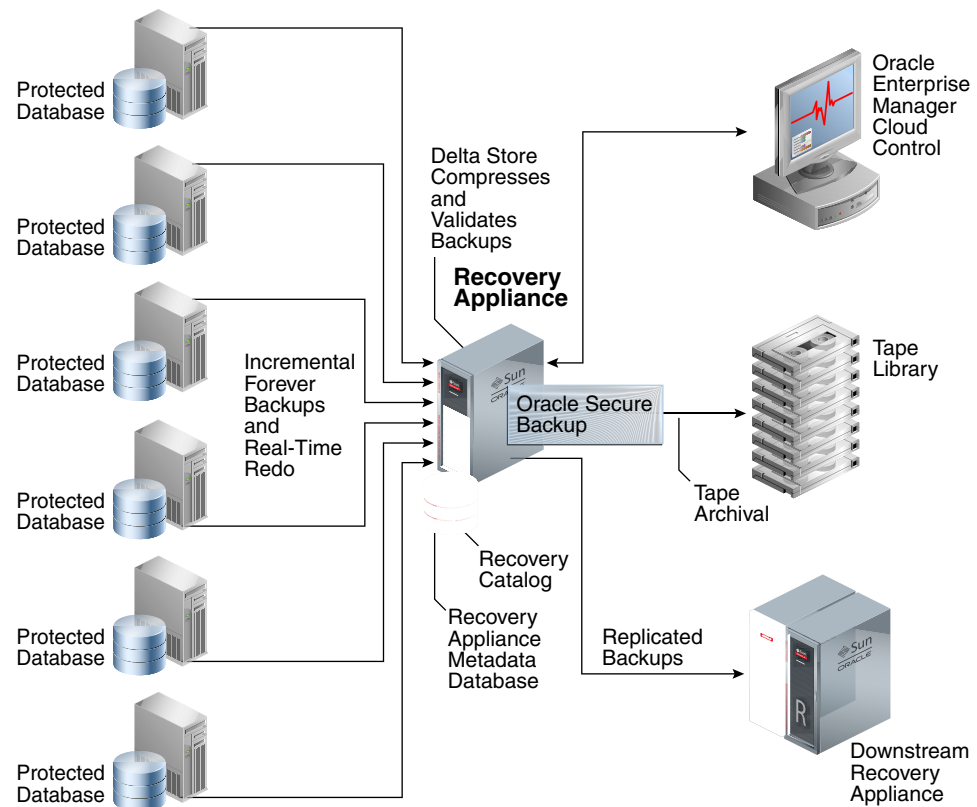 Protected
Database
Protected
Database
Protected
Database
Protected
Database
Protected
Database
Protected
Database
Incremental
Forever
Backups
and
Real-Time
Redo
Delta Store
Compresses
and
Validates
Backups
Recovery
Appliance
Sun
ORACLE
Oracle Secure
Backup
Recovery
Catalog
Recovery
Appliance
Metadata
Database
Oracle
Enterprise
Manager
Cloud
Control
Tape
Library
Tape
Archival
Replicated
Backups
Sun
ORACLE
R
Downstream
Recovery
Appliance